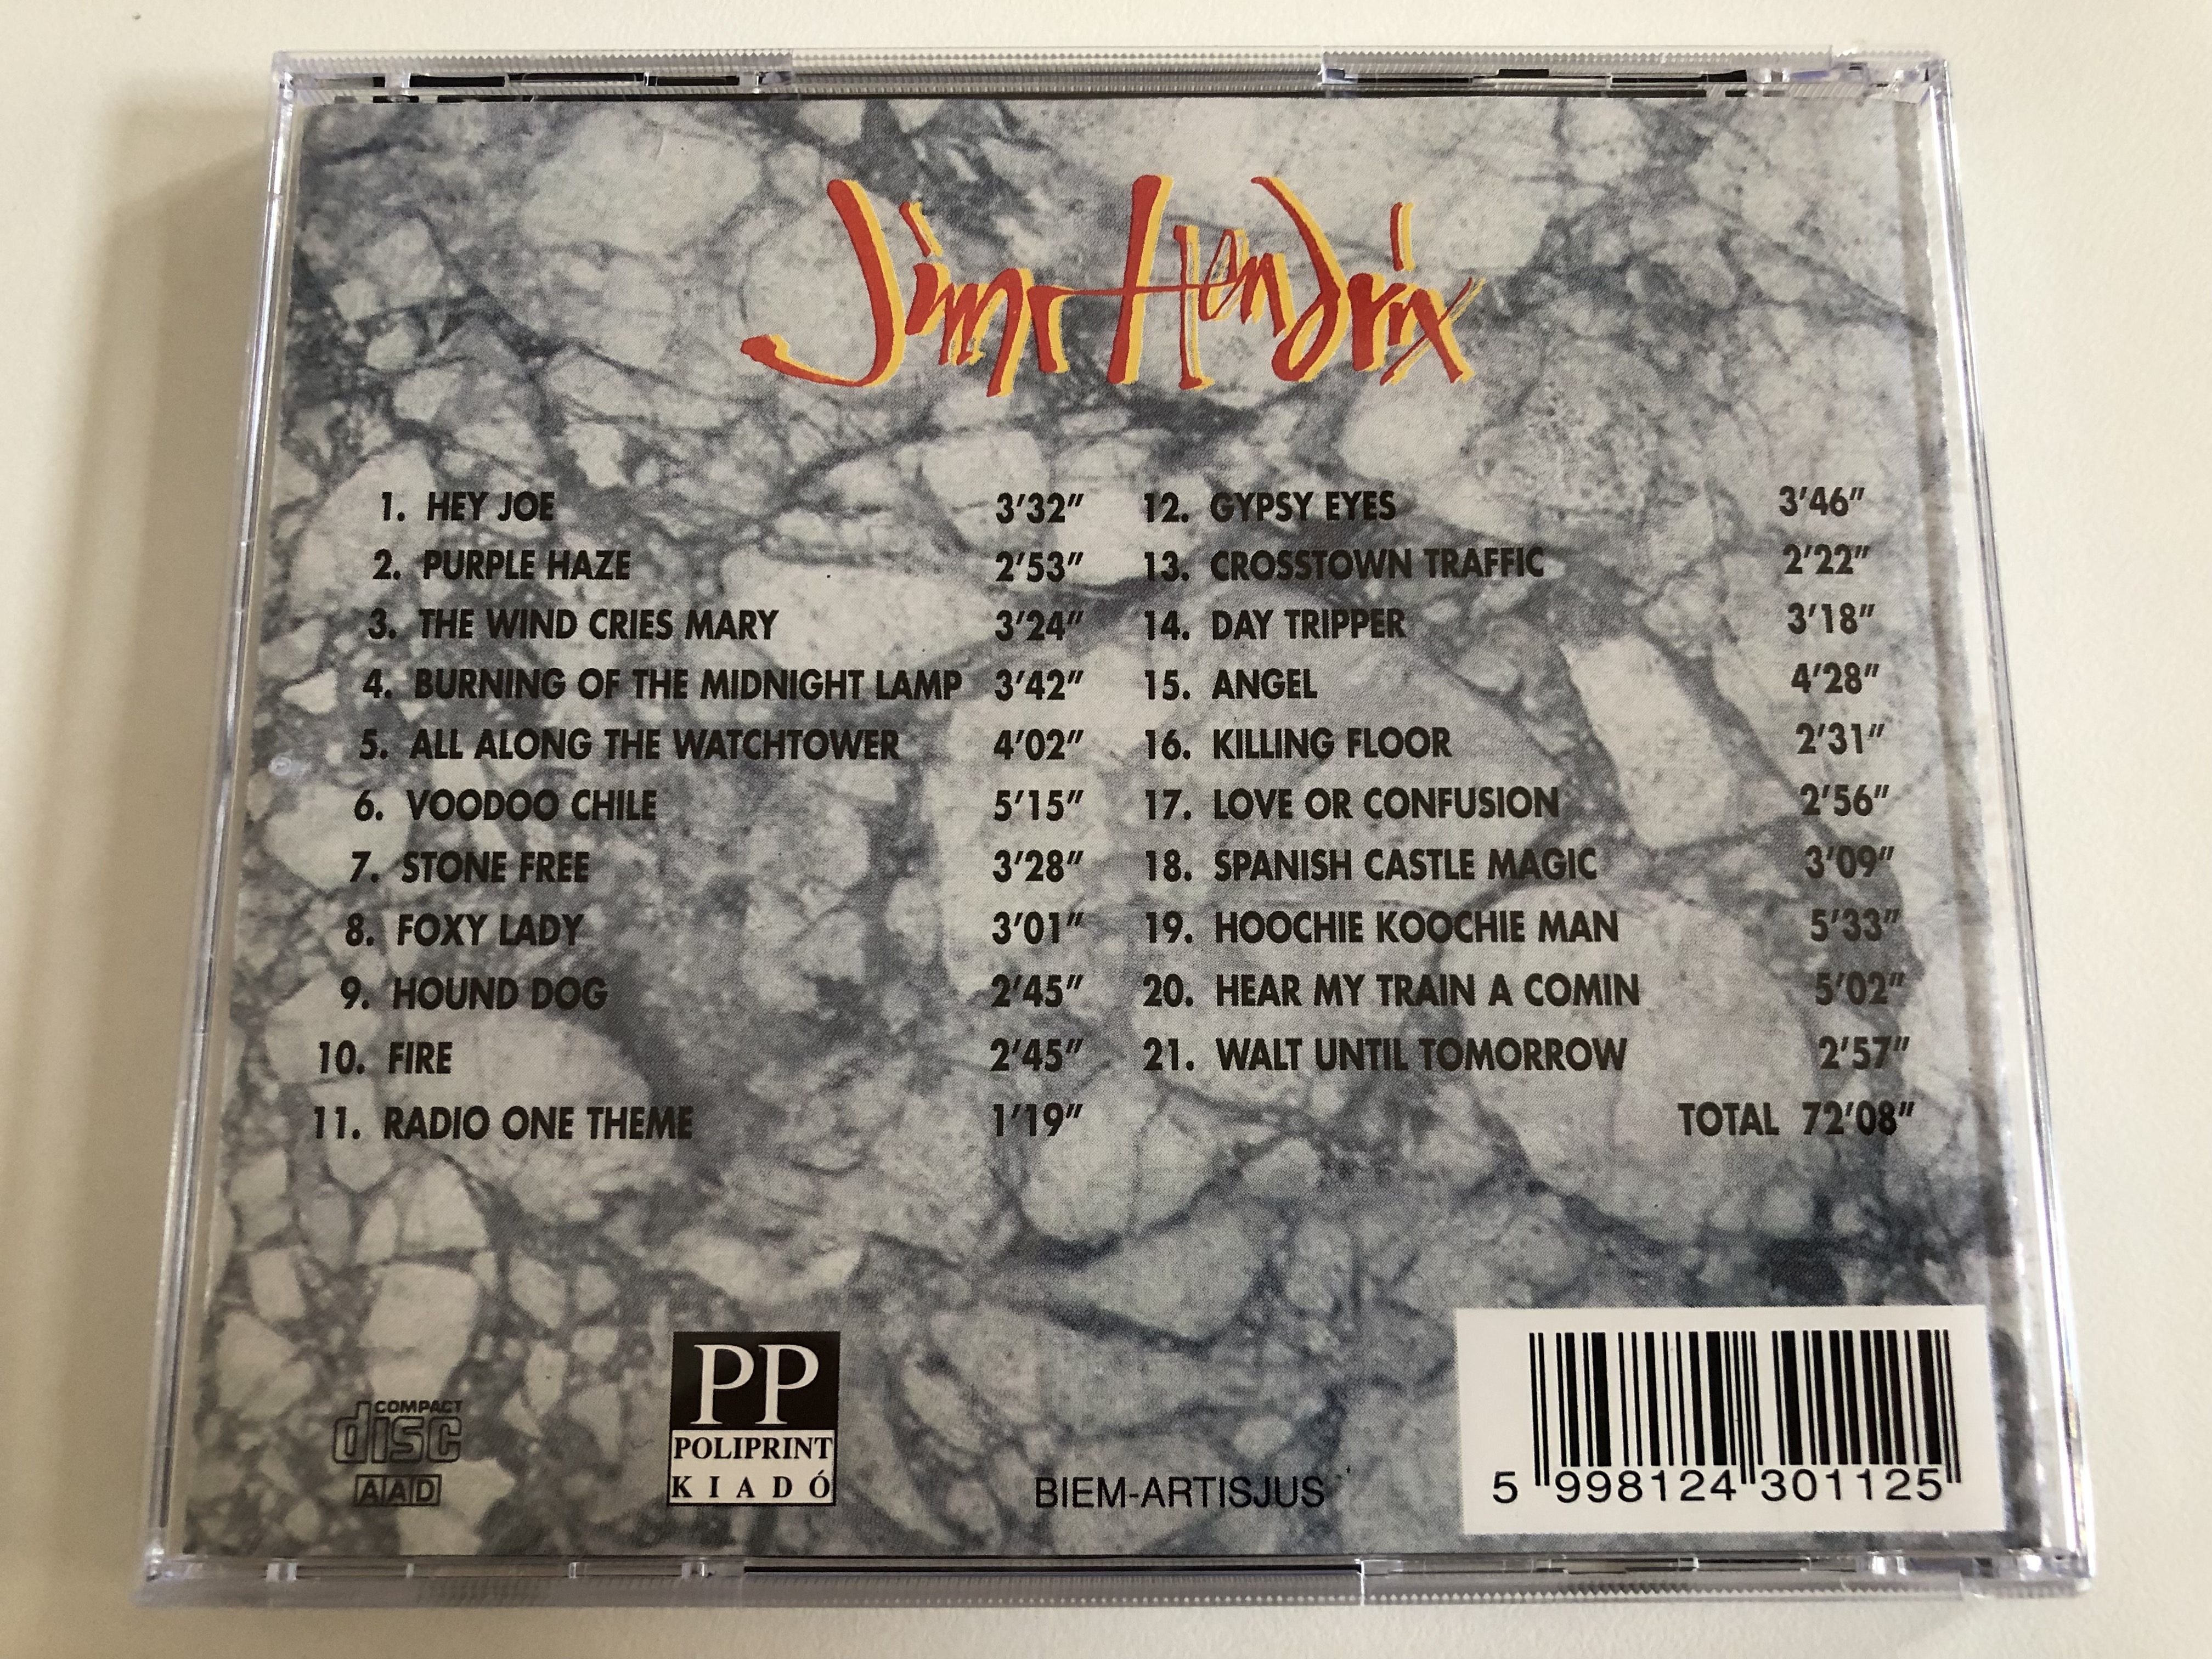 Jimi Hendrix
1. HEY JOE 3'32"
2. PURPLE HAZE 2'53"
3. THE WIND CRIES MARY 3'24"
4. BURNING OF THE MIDNIGHT LAMP 3'42"
5. ALL ALONG THE WATCHTOWER 4'02"
6. VOODOO CHILE 5'15"
7. STONE FREE 3'28"
8. FOXY LADY 3'01"
9. HOUND DOG 2'45"
10. FIRE 2'45"
11. RADIO ONE THEME 1'19"
12. GYPSY EYES 3'46"
13. CROSSTOWN TRAFFIC 2'22"
14. DAY TRIPPER 3'18"
15. ANGEL 4'28"
16. KILLING FLOOR 2'31"
17. LOVE OR CONFUSION 2'56"
18. SPANISH CASTLE MAGIC 3'09"
19. HOOCHIE KOOCHIE MAN 5'33"
20. HEAR MY TRAIN A COMIN 5'02"
21. WALT UNTIL TOMORROW 2'57"
TOTAL 72'08"
COMPACT
disc
AAD
PP
POLIPRINT
KIADÓ
BIEM-ARTISJUS
5 998124 301125